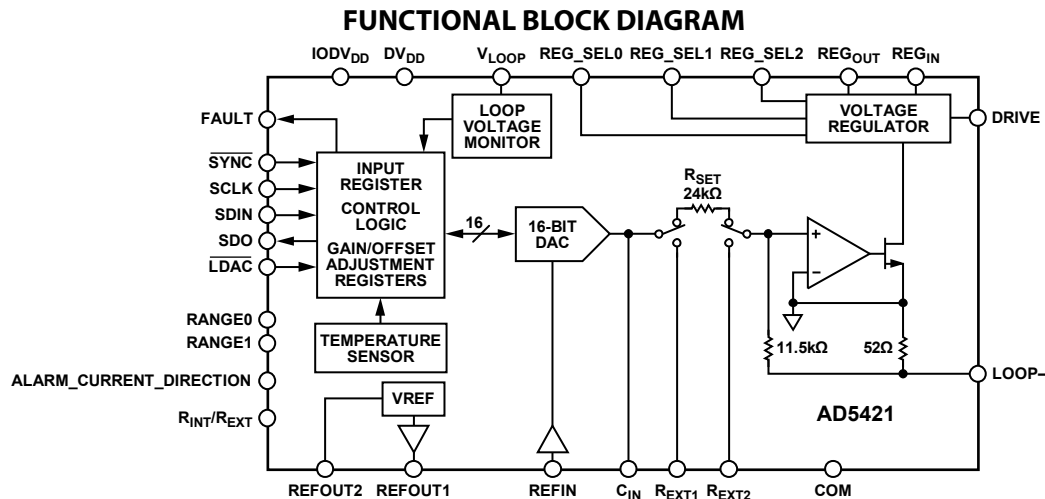 FUNCTIONAL BLOCK DIAGRAM
IODVDD
DVDD
VLOOP
REG_SEL0
REG_SEL1
REG_SEL2
REGOUT
REGIN
FAULT
SYNC
SCLK
SDIN
SDO
LDAC
RANGE0
RANGE1
ALARM_CURRENT_DIRECTION
RINT/REXT
LOOP
VOLTAGE
MONITOR
VOLTAGE
REGULATOR
DRIVE
INPUT
REGISTER
CONTROL
LOGIC
GAIN/OFFSET
ADJUSTMENT
REGISTERS
16
16-BIT
DAC
RSET
24kΩ
+
–
TEMPERATURE
SENSOR
11.5kΩ
52Ω
LOOP–
VREF
AD5421
REFOUT2
REFOUT1
REFIN
CIN
REXT1
REXT2
COM